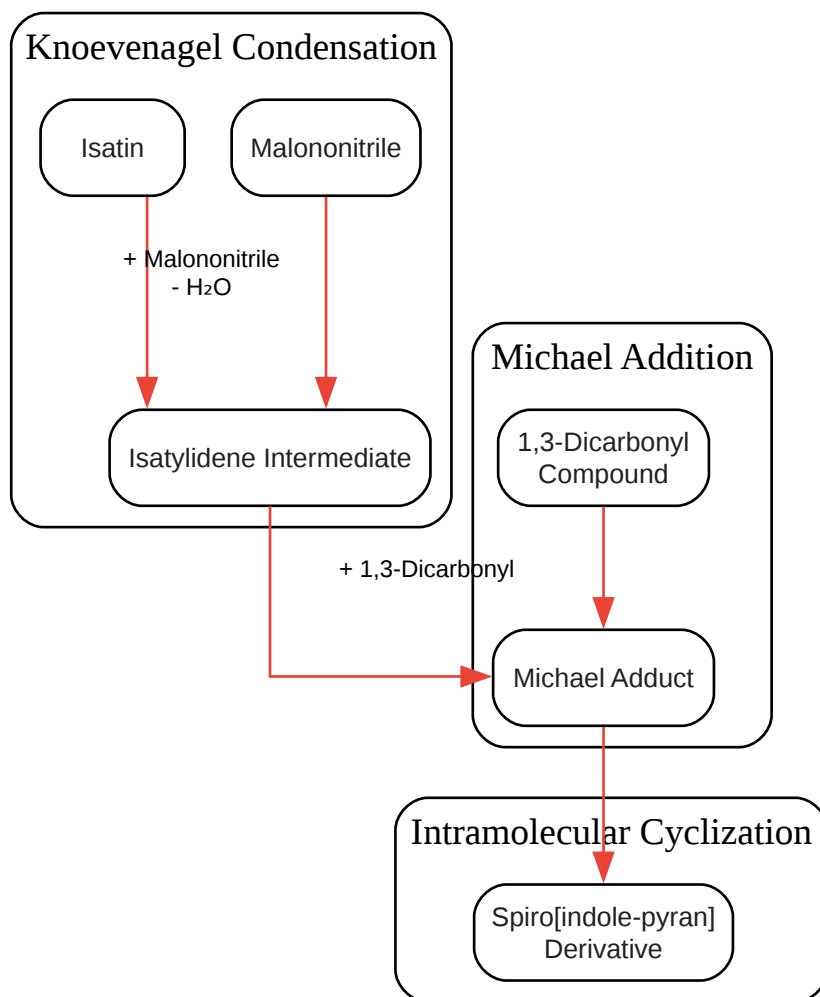 Knoevenagel Condensation
Isatin
Malononitrile
+ Malononitrile
- H₂O
Isatylidene Intermediate
Michael Addition
1,3-Dicarbonyl
Compound
+ 1,3-Dicarbonyl
Michael Adduct
Intramolecular Cyclization
Spiro[indole-pyran]
Derivative